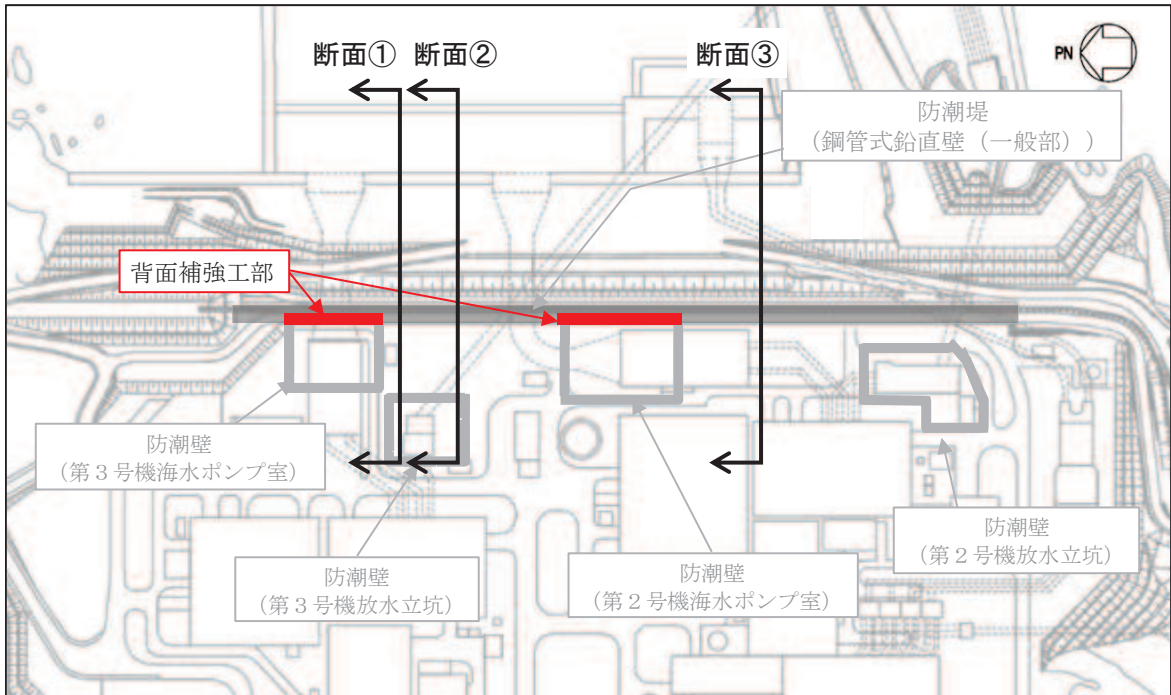 断面① 断面② 断面③
PN
防潮堤
(鋼管式鉛直壁(一般部))
背面補強工部
防潮壁
(第3号機海水ポンプ室)
防潮壁
(第3号機放水立坑)
防潮壁
(第2号機海水ポンプ室)
防潮壁
(第2号機放水立坑)